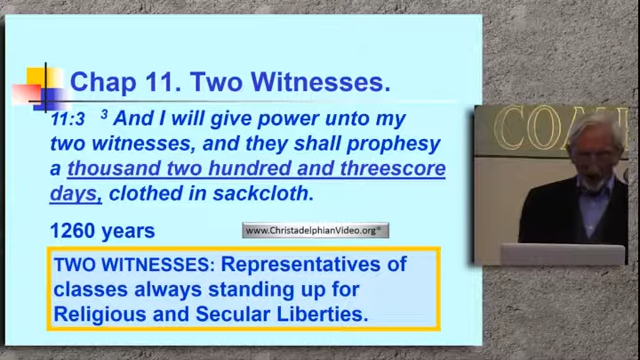 Chap 11. Two Witnesses.
11:3 ³ And I will give power unto my
two witnesses, and they shall prophesy
a thousand two hundred and threescore
days, clothed in sackcloth.
1260 years
www.ChristadelphianVideo.org®
TWO WITNESSES: Representatives of
classes always standing up for
Religious and Secular Liberties.